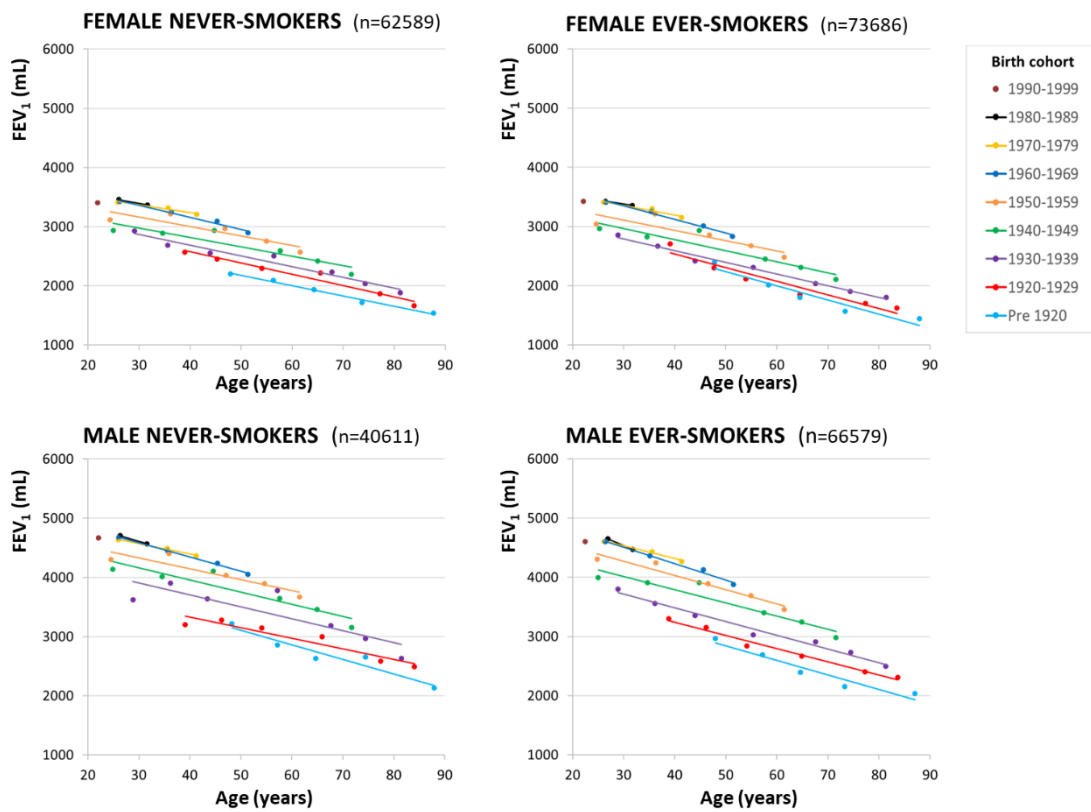 FEMALE NEVER-SMOKERS (n=62589)
FEV1 (mL)
6000
5000
4000
3000
2000
1000
20 30 40 50 60 70 80 90
Age (years)
FEMALE EVER-SMOKERS (n=73686)
FEV1 (mL)
6000
5000
4000
3000
2000
1000
20 30 40 50 60 70 80 90
Age (years)
Birth cohort
1990-1999
1980-1989
1970-1979
1960-1969
1950-1959
1940-1949
1930-1939
1920-1929
Pre 1920
MALE NEVER-SMOKERS (n=40611)
FEV1 (mL)
6000
5000
4000
3000
2000
1000
20 30 40 50 60 70 80 90
Age (years)
MALE EVER-SMOKERS (n=66579)
FEV1 (mL)
6000
5000
4000
3000
2000
1000
20 30 40 50 60 70 80 90
Age (years)